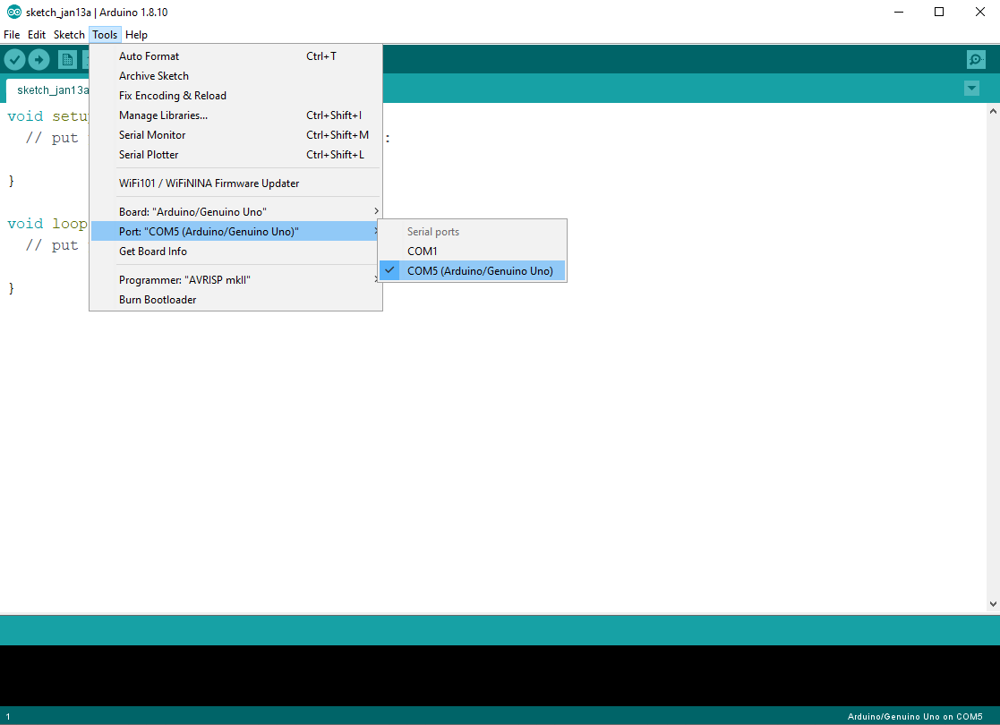 sketch_jan13a | Arduino 1.8.10
File Edit Sketch Tools Help
Auto Format Ctrl+T
Archive Sketch
Fix Encoding & Reload
Manage Libraries... Ctrl+Shift+I
Serial Monitor Ctrl+Shift+M
Serial Plotter Ctrl+Shift+L
WiFi101 / WiFiNINA Firmware Updater
Board: "Arduino/Genuino Uno"
Port: "COM5 (Arduino/Genuino Uno)"
Get Board Info
Programmer: "AVRISP mkII"
Burn Bootloader
Serial ports
COM1
COM5 (Arduino/Genuino Uno)
sketch_jan13a
void setup
// put :
}
void loop
// put
}
1
Arduino/Genuino Uno on COM5